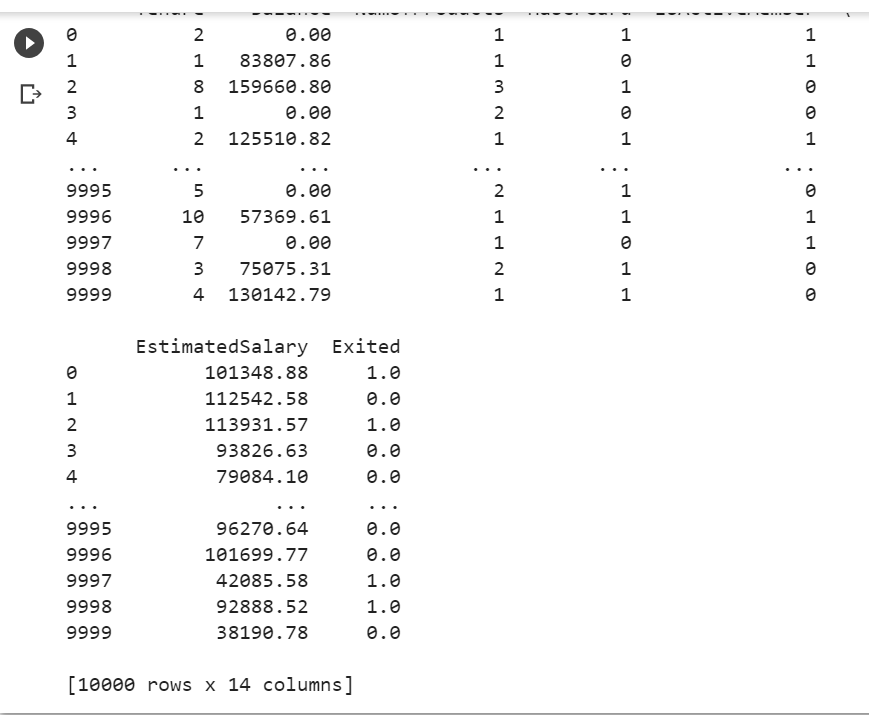 0 2 0.00 1 1 1
1 1 83807.86 1 0 1
2 8 159660.80 3 1 0
3 1 0.00 2 0 0
4 2 125510.82 1 1 1
... ... ... ... ... ...
9995 5 0.00 2 1 0
9996 10 57369.61 1 1 1
9997 7 0.00 1 0 1
9998 3 75075.31 2 1 0
9999 4 130142.79 1 1 0
EstimatedSalary Exited
0 101348.88 1.0
1 112542.58 0.0
2 113931.57 1.0
3 93826.63 0.0
4 79084.10 0.0
... ... ...
9995 96270.64 0.0
9996 101699.77 0.0
9997 42085.58 1.0
9998 92888.52 1.0
9999 38190.78 0.0
[10000 rows x 14 columns]